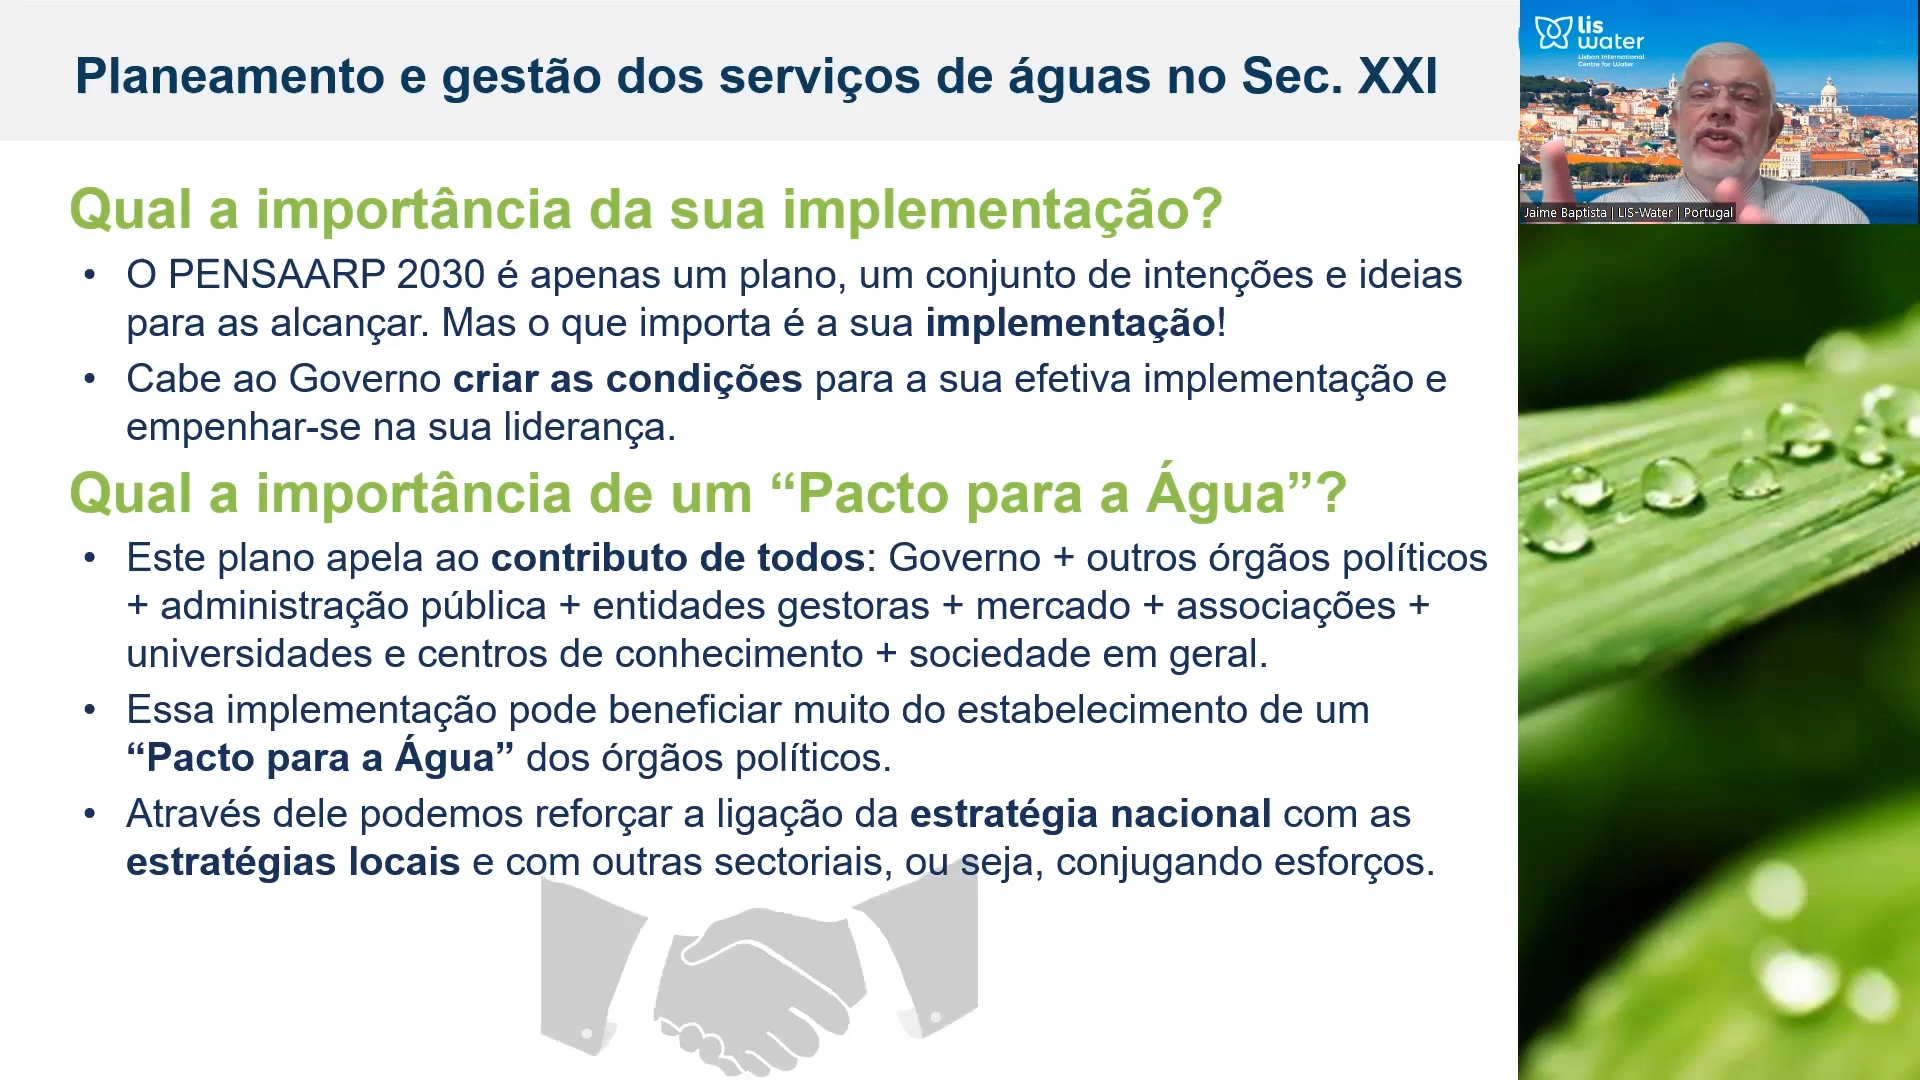 Planeamento e gestão dos serviços de águas no Sec. XXI
Qual a importância da sua implementação?
• O PENSAARP 2030 é apenas um plano, um conjunto de intenções e ideias
para as alcançar. Mas o que importa é a sua implementação!
• Cabe ao Governo criar as condições para a sua efetiva implementação e
empenhar-se na sua liderança.
Qual a importância de um “Pacto para a Água”?
• Este plano apela ao contributo de todos: Governo + outros órgãos políticos
+ administração pública + entidades gestoras + mercado + associações +
universidades e centros de conhecimento + sociedade em geral.
• Essa implementação pode beneficiar muito do estabelecimento de um
“Pacto para a Água” dos órgãos políticos.
• Através dele podemos reforçar a ligação da estratégia nacional com as
estratégias locais e com outras sectoriais, ou seja, conjugando esforços.
lis
water
Lisbon International
Centre for Water
Jaime Baptista | LIS-Water | Portugal